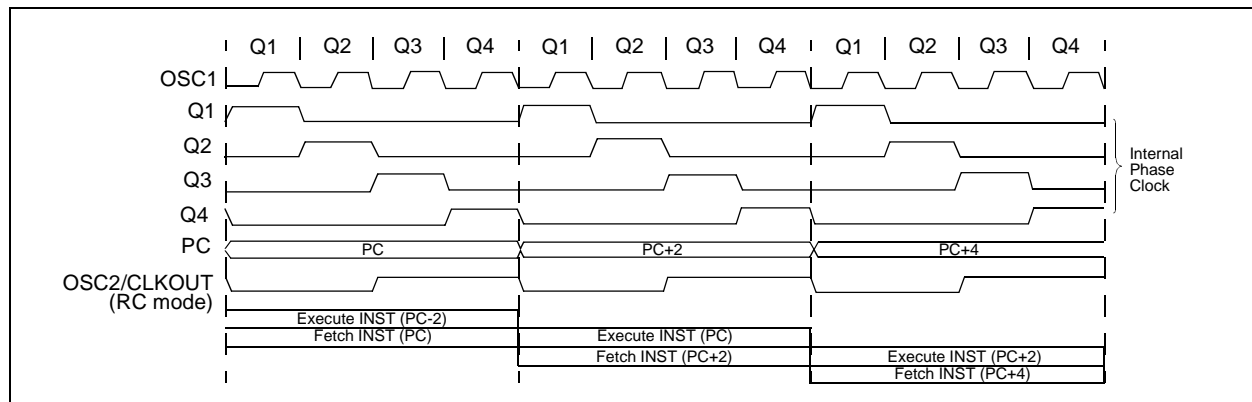 Q1 Q2 Q3 Q4 Q1 Q2 Q3 Q4 Q1 Q2 Q3 Q4
OSC1
Q1
Q2
Q3
Q4
Internal
Phase
Clock
PC PC PC+2 PC+4
OSC2/CLKOUT
(RC mode)
Execute INST (PC-2)
Fetch INST (PC) Execute INST (PC)
Fetch INST (PC+2) Execute INST (PC+2)
Fetch INST (PC+4)